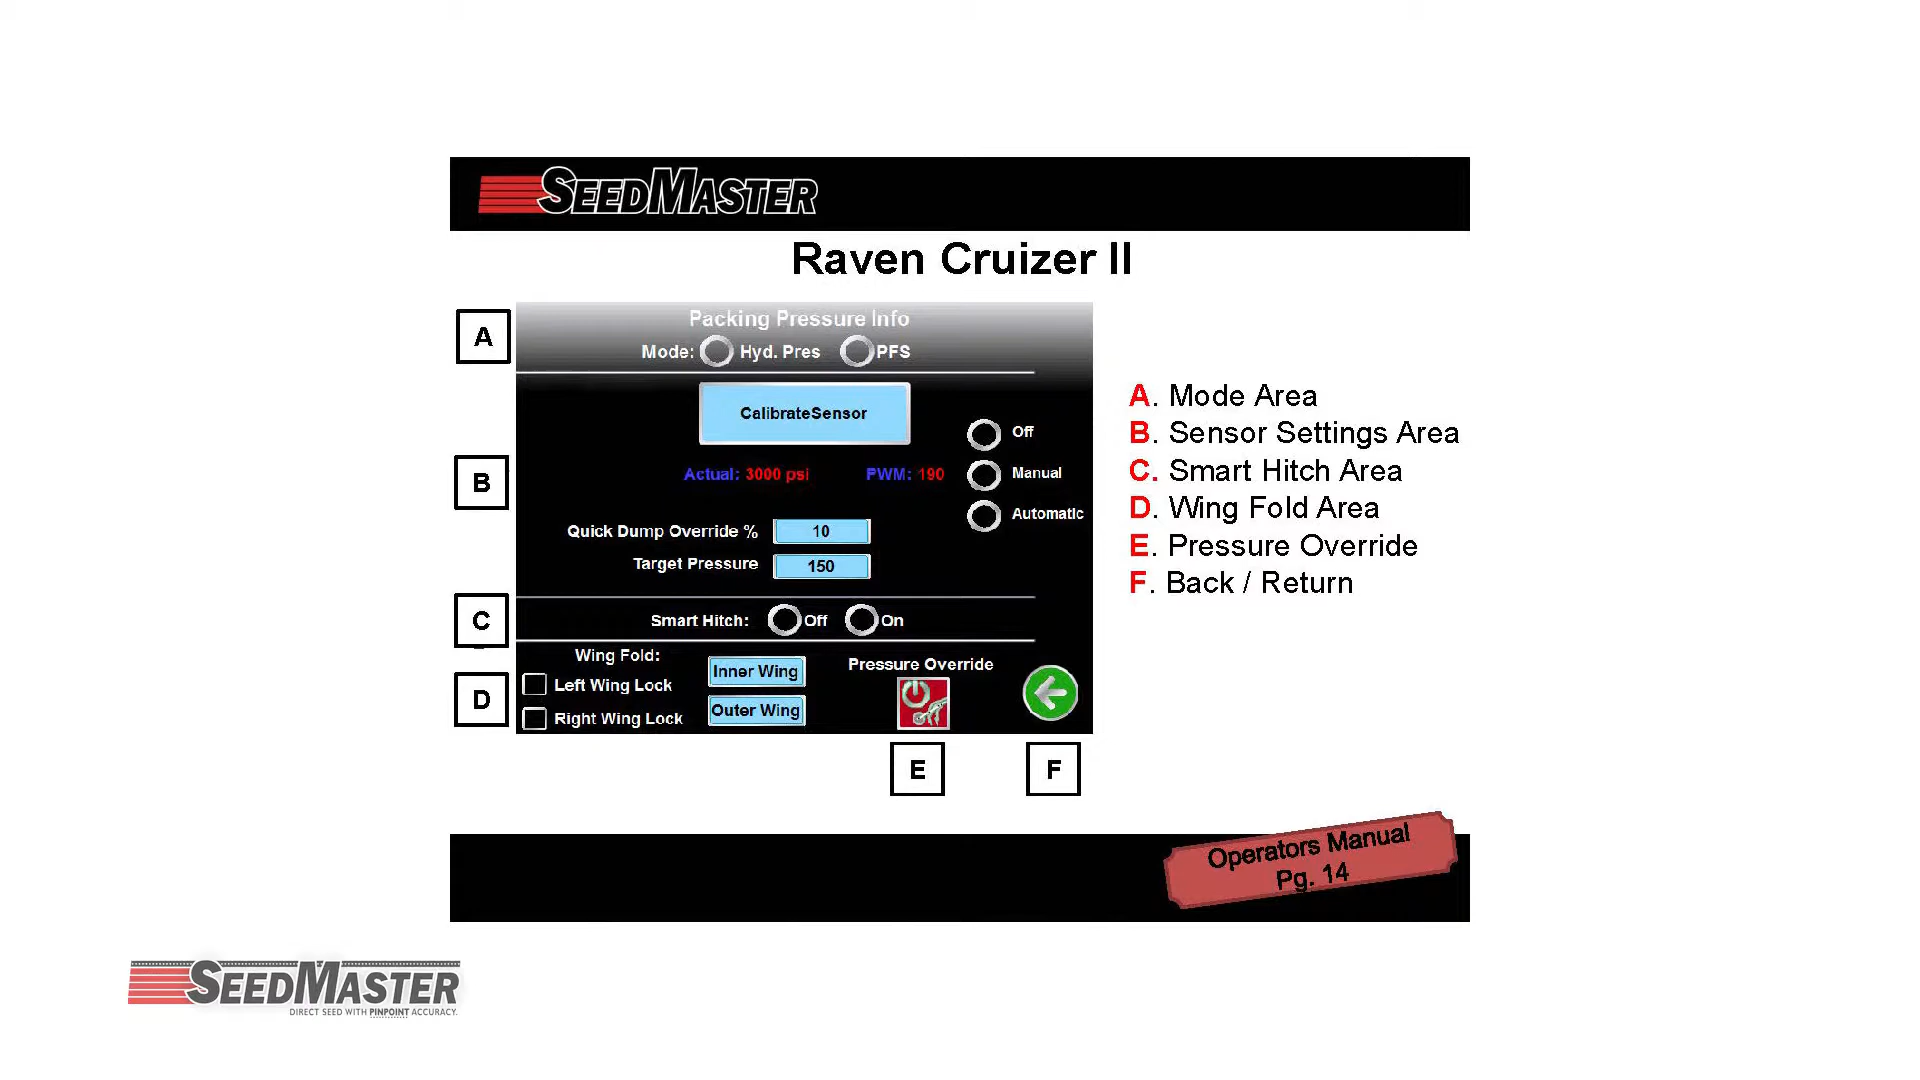 SEEDMASTER
Raven Cruizer II
A
Packing Pressure Info
Mode: Hyd. Pres PFS
CalibrateSensor
Off
B
Actual: 3000 psi PWM: 190
Manual
Automatic
Quick Dump Override % 10
Target Pressure 150
C
Smart Hitch: Off On
D
Wing Fold:
Left Wing Lock
Right Wing Lock
Inner Wing
Outer Wing
Pressure Override
E
F
A. Mode Area
B. Sensor Settings Area
C. Smart Hitch Area
D. Wing Fold Area
E. Pressure Override
F. Back / Return
Operators Manual
Pg. 14
SEEDMASTER
DIRECT SEED WITH PINPOINT ACCURACY.